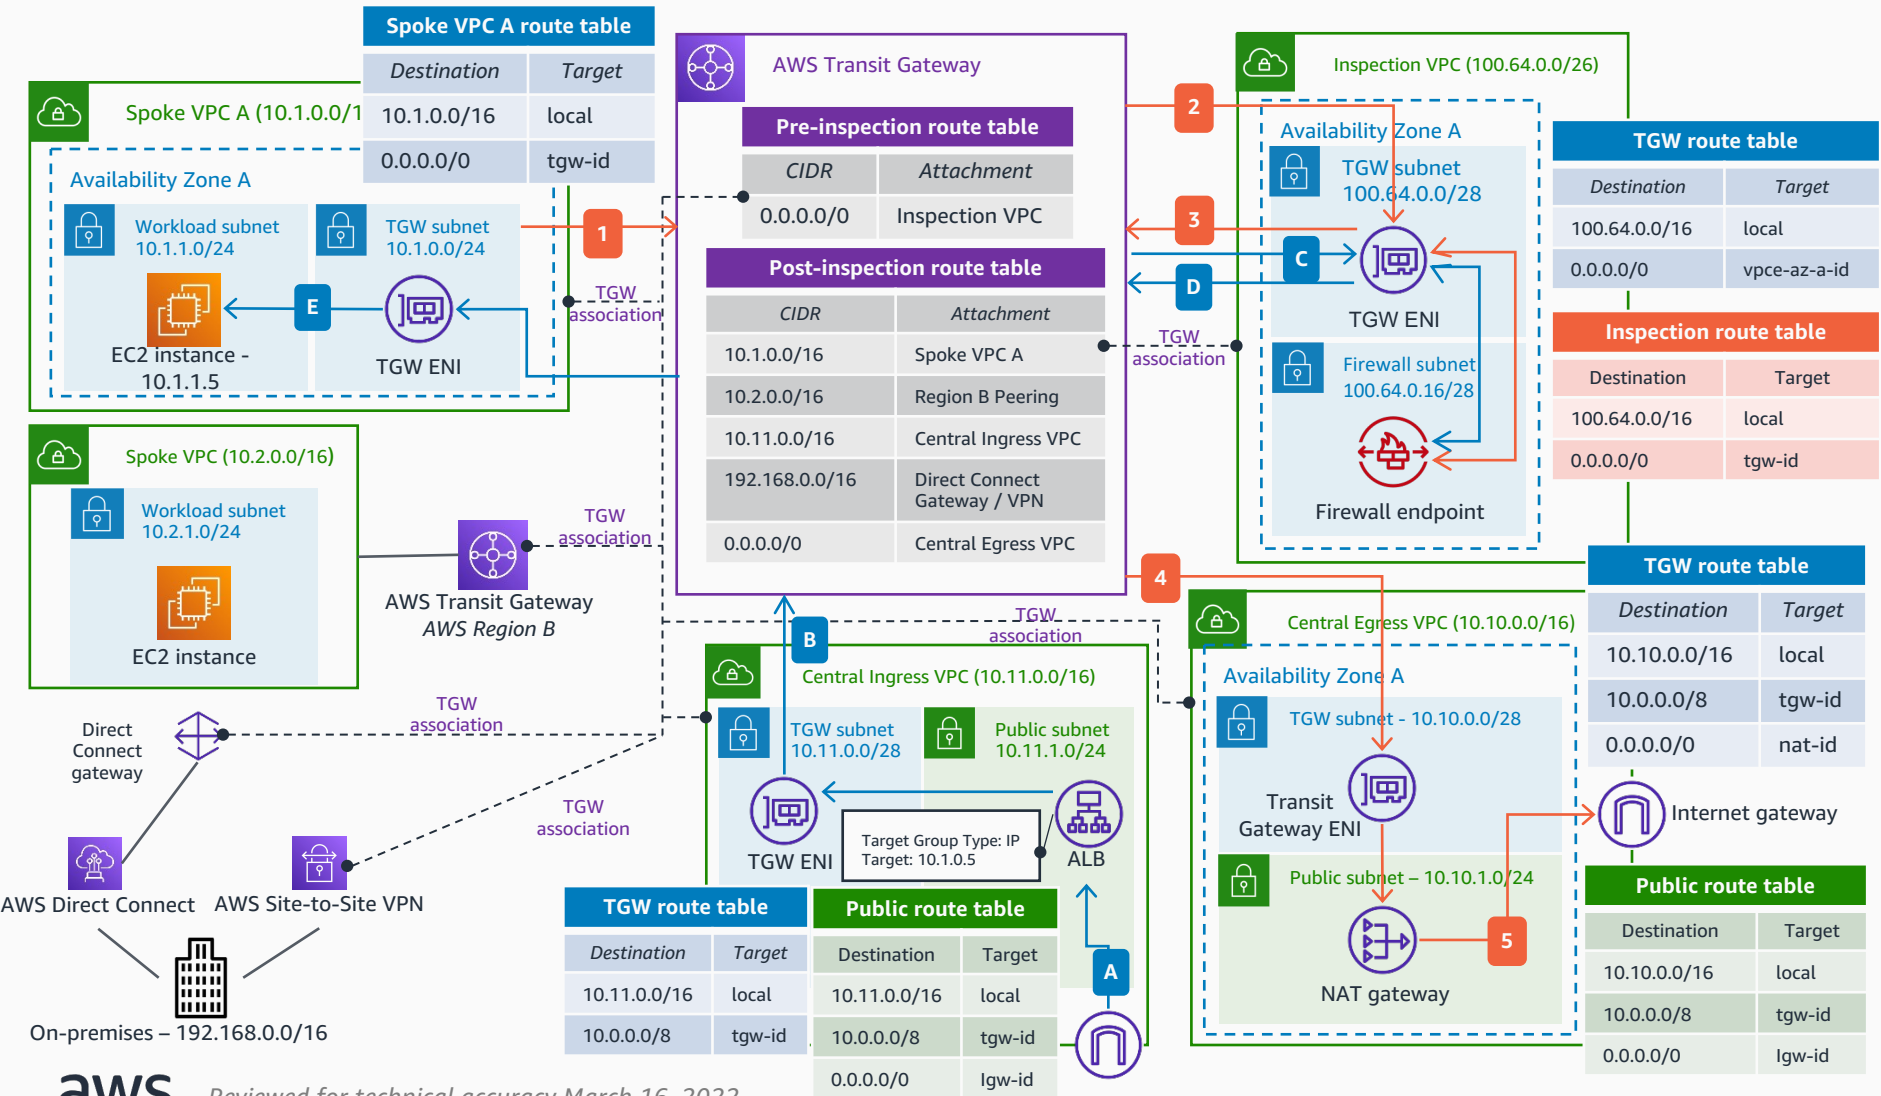 Spoke VPC A route table
Destination Target
10.1.0.0/16 local
0.0.0.0/0 tgw-id
Spoke VPC A (10.1.0.0/1
Availability Zone A
Workload subnet
10.1.1.0/24
TGW subnet
10.1.0.0/24
E
EC2 instance -
10.1.1.5
TGW ENI
1
TGW
association
AWS Transit Gateway
Pre-inspection route table
CIDR Attachment
0.0.0.0/0 Inspection VPC
Post-inspection route table
CIDR Attachment
10.1.0.0/16 Spoke VPC A
10.2.0.0/16 Region B Peering
10.11.0.0/16 Central Ingress VPC
192.168.0.0/16 Direct Connect
Gateway / VPN
0.0.0.0/0 Central Egress VPC
2
3
C
D
TGW
association
Inspection VPC (100.64.0.0/26)
Availability Zone A
TGW subnet
100.64.0.0/28
TGW ENI
Firewall subnet
100.64.0.16/28
Firewall endpoint
TGW route table
Destination Target
100.64.0.0/16 local
0.0.0.0/0 vpce-az-a-id
Inspection route table
Destination Target
100.64.0.0/16 local
0.0.0.0/0 tgw-id
Spoke VPC (10.2.0.0/16)
Workload subnet
10.2.1.0/24
EC2 instance
AWS Transit Gateway
AWS Region B
TGW
association
Direct
Connect
gateway
TGW
association
TGW
association
AWS Direct Connect
AWS Site-to-Site VPN
On-premises – 192.168.0.0/16
B
TGW
association
4
Central Ingress VPC (10.11.0.0/16)
TGW subnet
10.11.0.0/28
Public subnet
10.11.1.0/24
TGW ENI
Target Group Type: IP
Target: 10.1.0.5
ALB
A
TGW route table
Destination Target
10.11.0.0/16 local
10.0.0.0/8 tgw-id
Public route table
Destination Target
10.11.0.0/16 local
10.0.0.0/8 tgw-id
0.0.0.0/0 Igw-id
Central Egress VPC (10.10.0.0/16)
Availability Zone A
TGW subnet - 10.10.0.0/28
Transit
Gateway ENI
Public subnet – 10.10.1.0/24
NAT gateway
5
TGW route table
Destination Target
10.10.0.0/16 local
10.0.0.0/8 tgw-id
0.0.0.0/0 nat-id
Internet gateway
Public route table
Destination Target
10.10.0.0/16 local
10.0.0.0/8 tgw-id
0.0.0.0/0 Igw-id
aws
Reviewed for technical accuracy March 16, 2022